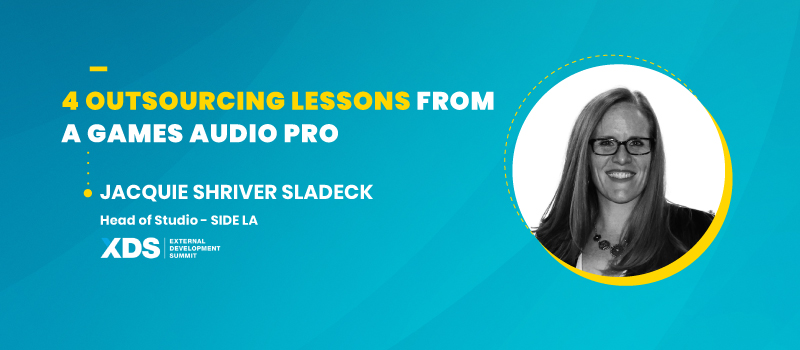 4 OUTSOURCING LESSONS FROM
A GAMES AUDIO PRO
JACQUIE SHRIVER SLADECK
Head of Studio - SIDE LA
XDS
EXTERNAL
DEVELOPMENT
SUMMIT